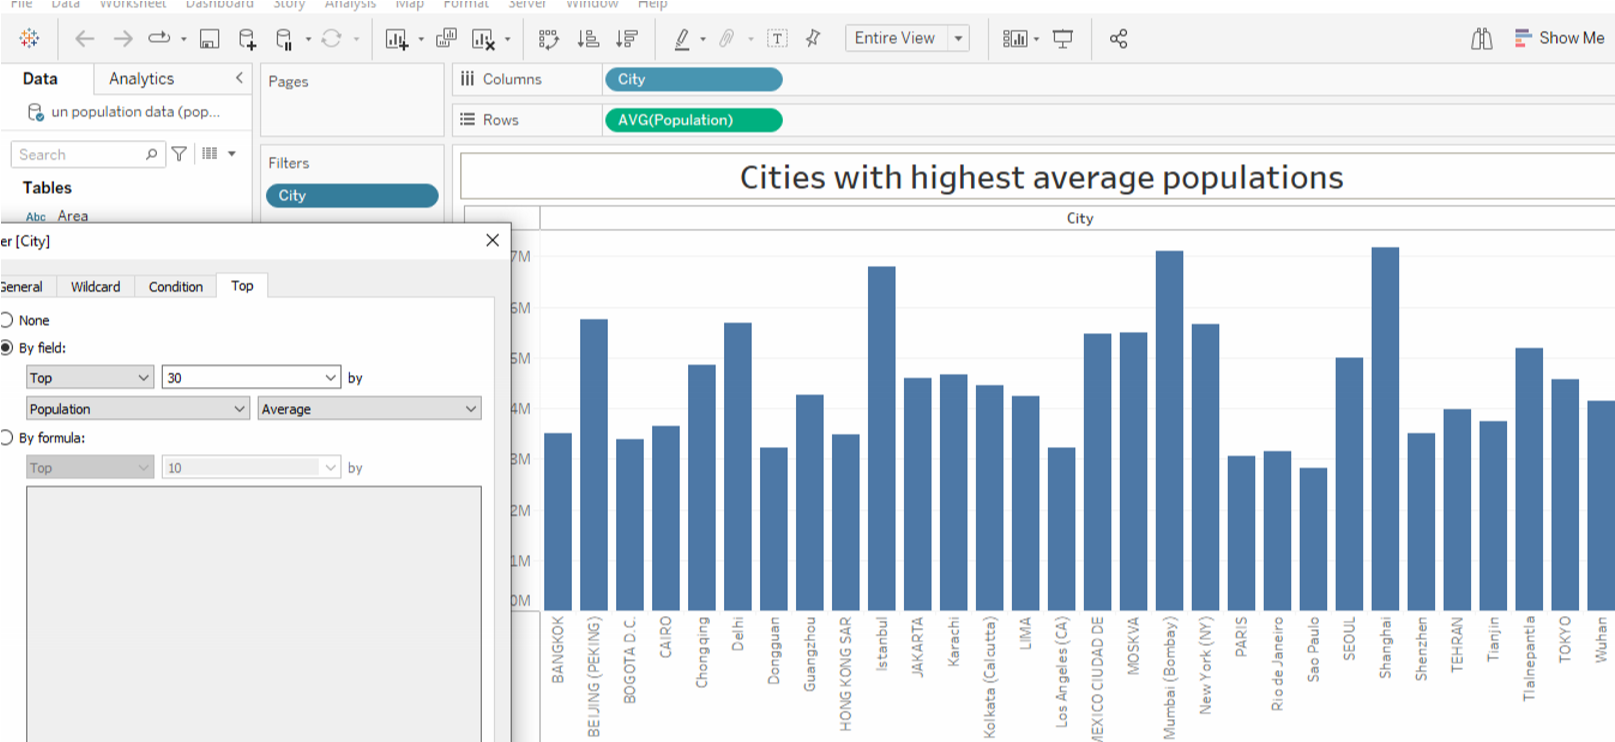 File Data Worksheet Dashboard Story Analysis Map Format Server Window Help
Entire View
Show Me
Data Analytics
un population data (pop...
Search
Tables
Abc Area
Pages
Filters
City
Columns City
Rows AVG(Population)
Cities with highest average populations
City
er [City]
General Wildcard Condition Top
None
By field:
Top 30 by
Population Average
By formula:
Top 10 by
7M
6M
5M
4M
3M
2M
1M
0M
BANGKOK
BEIJING (PEKING)
BOGOTA D.C.
CAIRO
Chongqing
Delhi
Dongguan
Guangzhou
HONG KONG SAR
Istanbul
JAKARTA
Karachi
Kolkata (Calcutta)
LIMA
Los Angeles (CA)
MEXICO CIUDAD DE
MOSKVA
Mumbai (Bombay)
New York (NY)
PARIS
Rio de Janeiro
Sao Paulo
SEOUL
Shanghai
Shenzhen
TEHRAN
Tianjin
Tlalnepantla
TOKYO
Wuhan